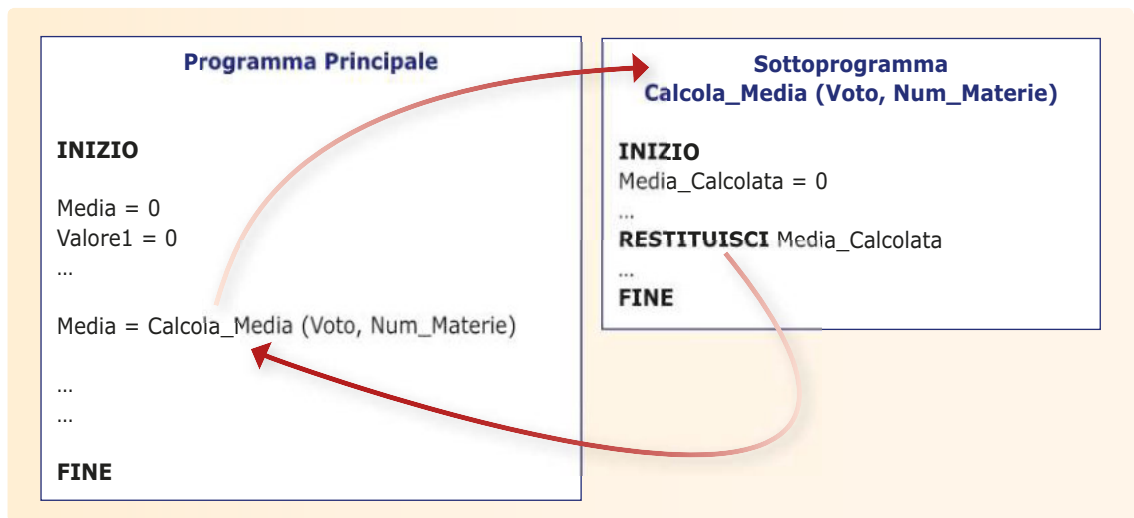 Programma Principale
INIZIO
Media = 0
Valore1 = 0
...
Media = Calcola_Media (Voto, Num_Materie)
...
...
FINE
Sottoprogramma
Calcola_Media (Voto, Num_Materie)
INIZIO
Media_Calcolata = 0
...
RESTITUISCI Media_Calcolata
...
FINE